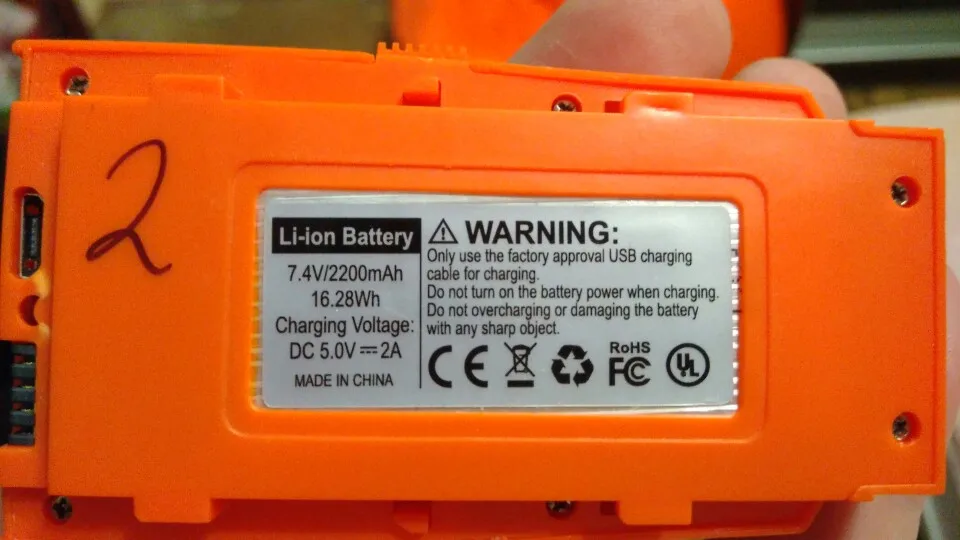 2
Li-ion Battery
7.4V/2200mAh
16.28Wh
Charging Voltage:
DC 5.0V⎓2A
MADE IN CHINA
⚠ WARNING:
Only use the factory approval USB charging
cable for charging.
Do not turn on the battery power when charging.
Do not overcharging or damaging the battery
with any sharp object.
CE
RoHS
FC
UL